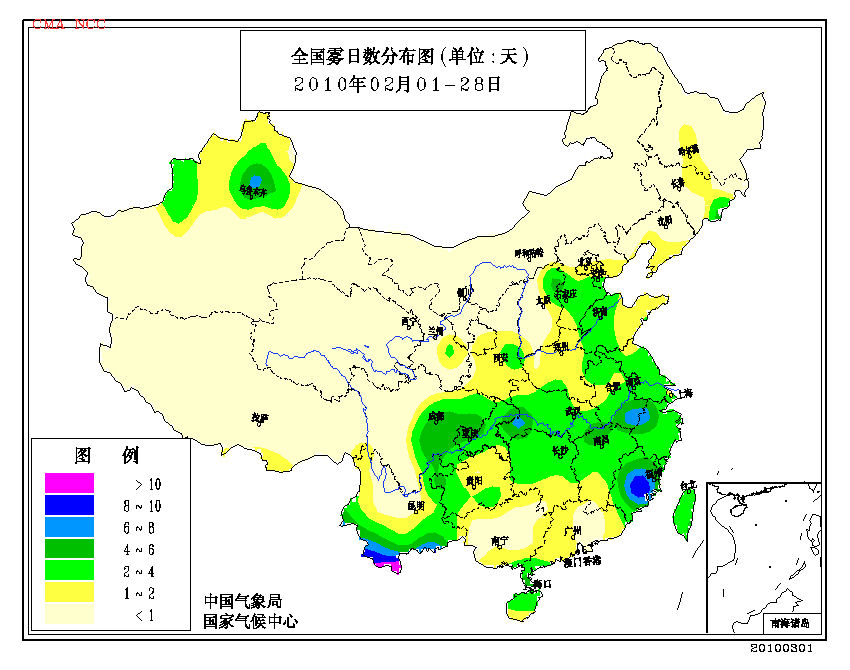 CMA NCC
全国雾日数分布图(单位:天)
2010年02月01-28日
哈尔滨
长春
沈阳
乌鲁木齐
呼和浩特
北京
天津
银川
太原
石家庄
济南
西宁
兰州
郑州
西安
合肥
南京
上海
拉萨
成都
重庆
武汉
长沙
南昌
贵阳
福州
台北
昆明
南宁
广州
澳门香港
海口
图 例
>10
8~10
6~8
4~6
2~4
1~2
<1
中国气象局
国家气候中心
南海诸岛
20100301